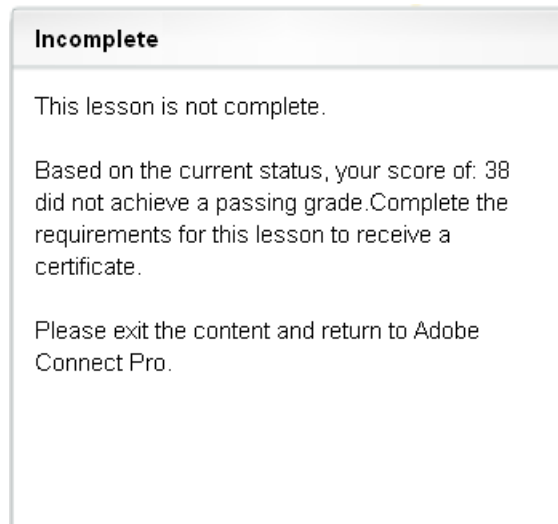 Incomplete
This lesson is not complete.
Based on the current status, your score of: 38
did not achieve a passing grade.Complete the
requirements for this lesson to receive a
certificate.
Please exit the content and return to Adobe
Connect Pro.